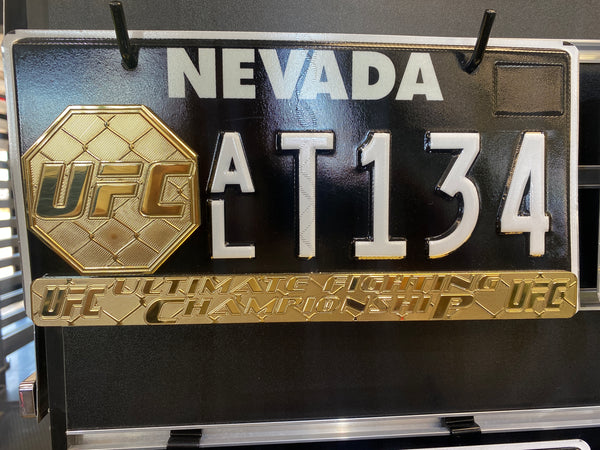 NEVADA
UFC AL T134
UFC ULTIMATE FIGHTING CHAMPIONSHIP UFC